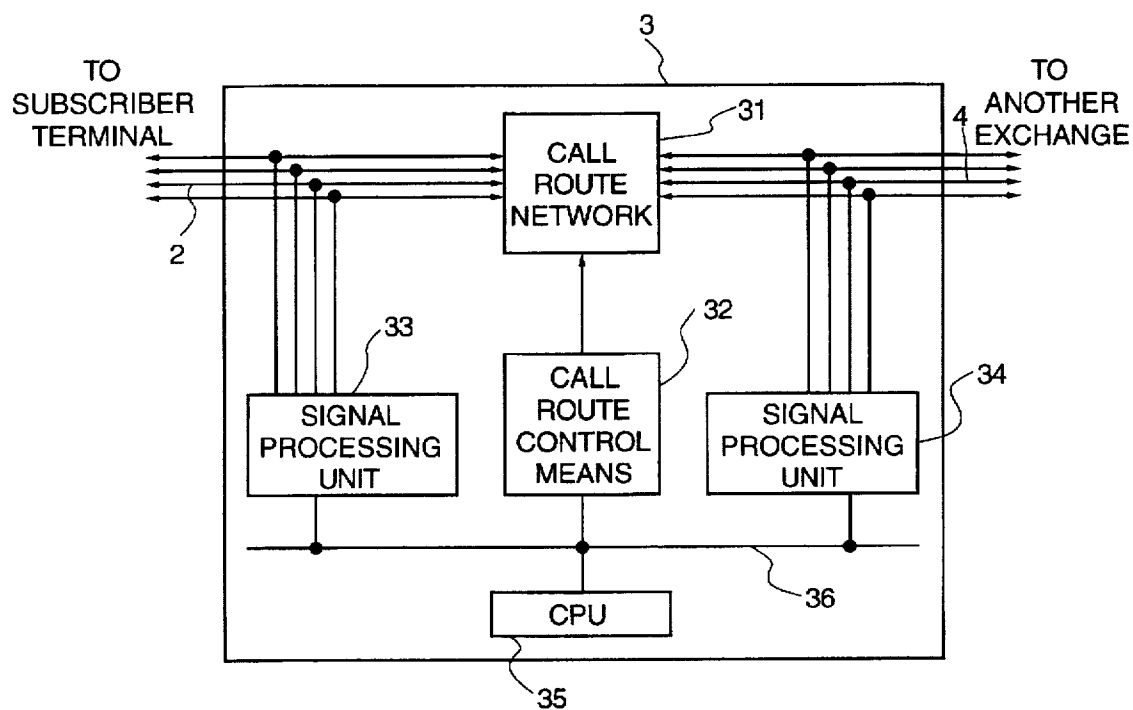 3
TO
SUBSCRIBER
TERMINAL
TO
ANOTHER
EXCHANGE
4
31
CALL
ROUTE
NETWORK
2
33
32
34
SIGNAL
PROCESSING
UNIT
CALL
ROUTE
CONTROL
MEANS
SIGNAL
PROCESSING
UNIT
36
CPU
35